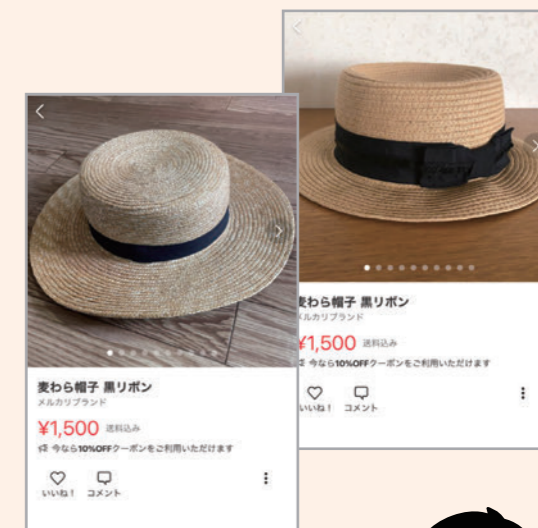 麦わら帽子 黒リボン
メルカリブランド
¥1,500 送料込み
今なら10%OFFクーポンをご利用いただけます
いいね! コメント
麦わら帽子 黒リボン
メルカリブランド
¥1,500 送料込み
今なら10%OFFクーポンをご利用いただけます
いいね! コメント